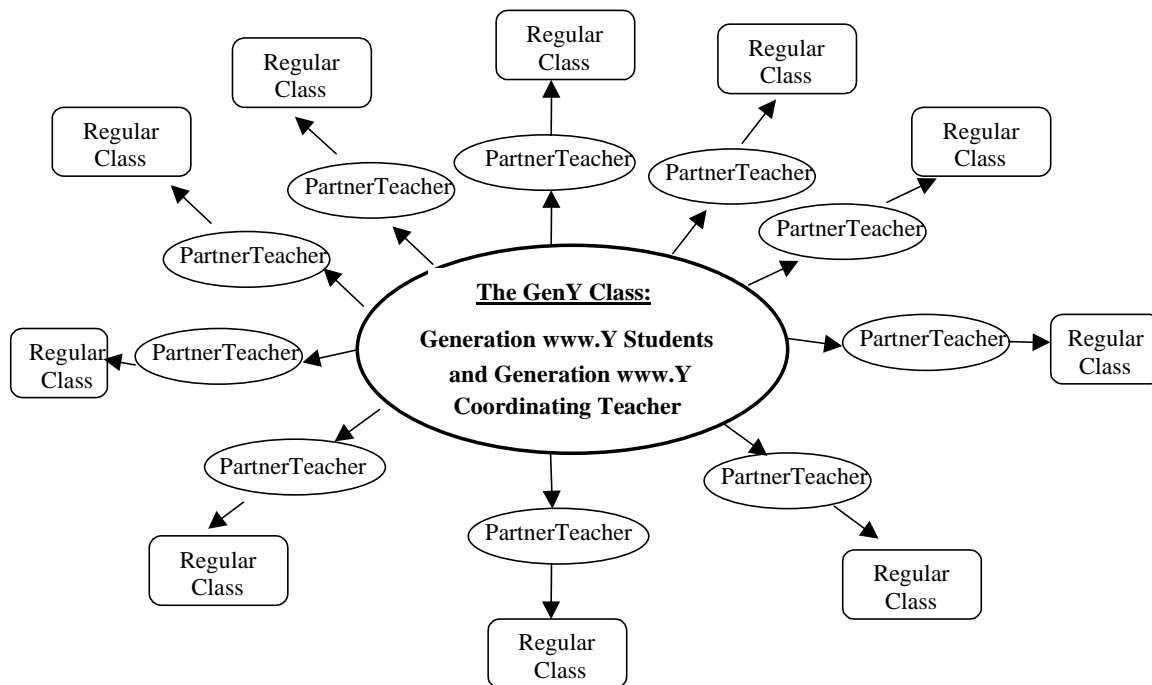 Regular
Class
Regular
Class
Regular
Class
Regular
Class
Regular
Class
PartnerTeacher
PartnerTeacher
PartnerTeacher
PartnerTeacher
PartnerTeacher
The GenY Class:
Generation www.Y Students
and Generation www.Y
Coordinating Teacher
Regular
Class
PartnerTeacher
PartnerTeacher
Regular
Class
PartnerTeacher
PartnerTeacher
PartnerTeacher
Regular
Class
Regular
Class
Regular
Class